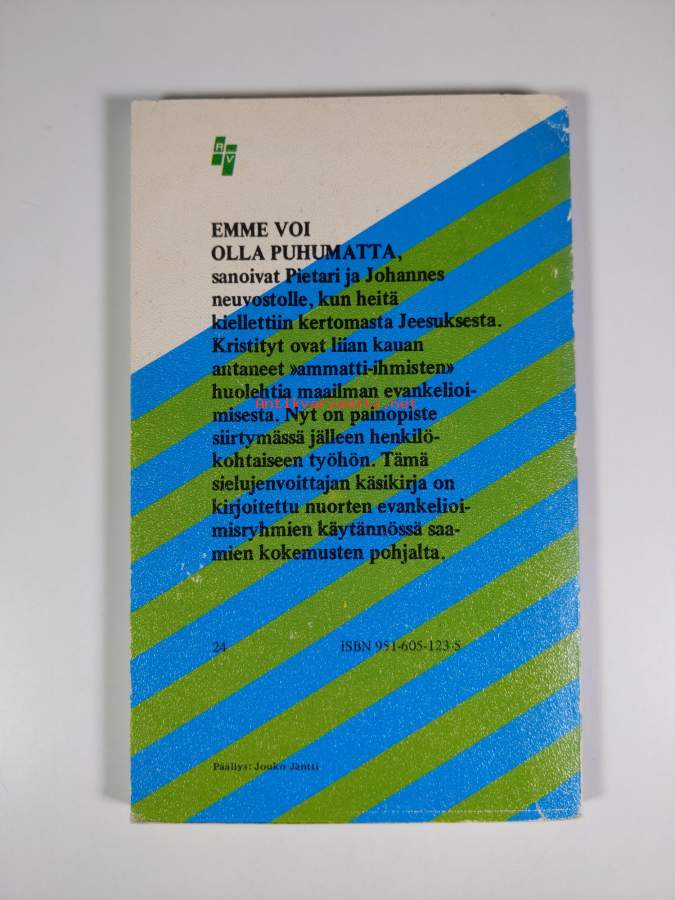 R
V
EMME VOI
OLLA PUHUMATTA,
sanoivat Pietari ja Johannes
neuvostolle, kun heitä
kiellettiin kertomasta Jeesuksesta.
Kristityt ovat liian kauan
antaneet »ammatti-ihmisten»
huolehtia maailman evankelioi-
Antikvariaatti.net
misesta. Nyt on painopiste
siirtymässä jälleen henkilö-
kohtaiseen työhön. Tämä
sielujenvoittajan käsikirja on
kirjoitettu nuorten evankelioi-
misryhmien käytännössä saa-
mien kokemusten pohjalta.
24 ISBN 951-605-123 S
Päällys: Jouko Jäntti